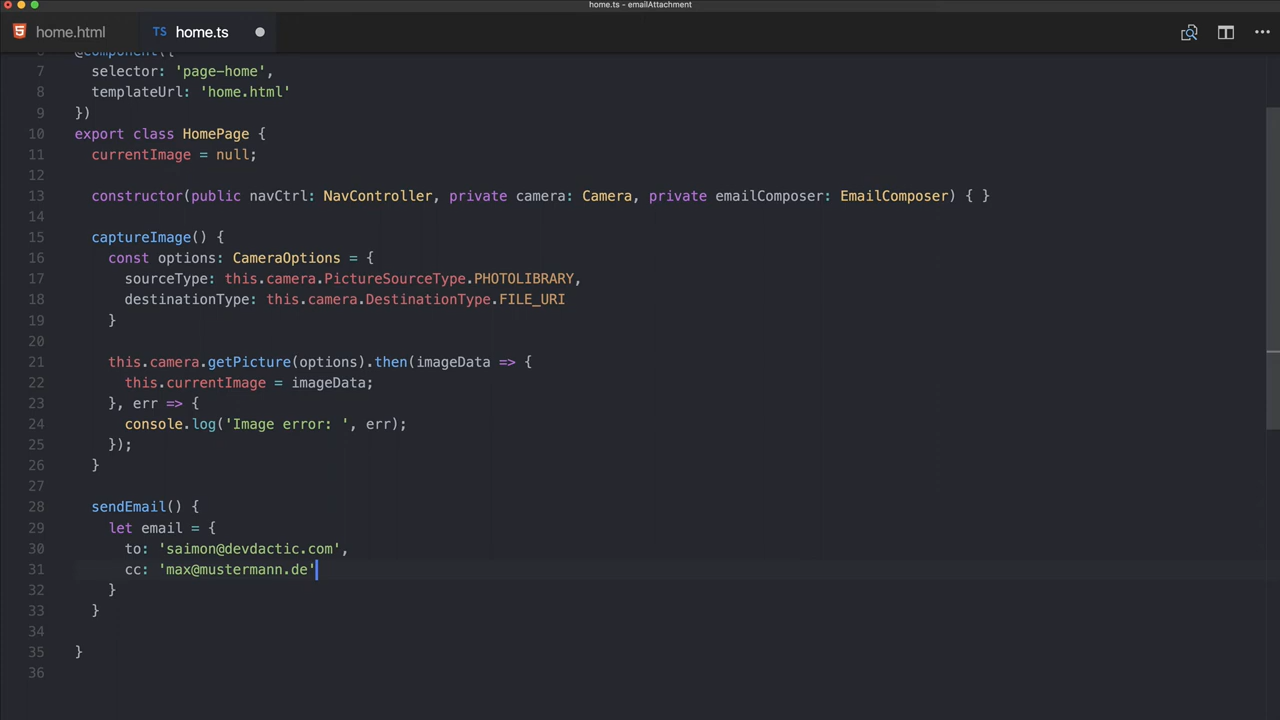 home.ts - emailAttachment
home.html
TS home.ts
6 @Component({
7 selector: 'page-home',
8 templateUrl: 'home.html'
9 })
10 export class HomePage {
11 currentImage = null;
12
13 constructor(public navCtrl: NavController, private camera: Camera, private emailComposer: EmailComposer) { }
14
15 captureImage() {
16 const options: CameraOptions = {
17 sourceType: this.camera.PictureSourceType.PHOTOLIBRARY,
18 destinationType: this.camera.DestinationType.FILE_URI
19 }
20
21 this.camera.getPicture(options).then(imageData => {
22 this.currentImage = imageData;
23 }, err => {
24 console.log('Image error: ', err);
25 });
26 }
27
28 sendEmail() {
29 let email = {
30 to: 'saimon@devdactic.com',
31 cc: 'max@mustermann.de'
32 }
33 }
34
35 }
36